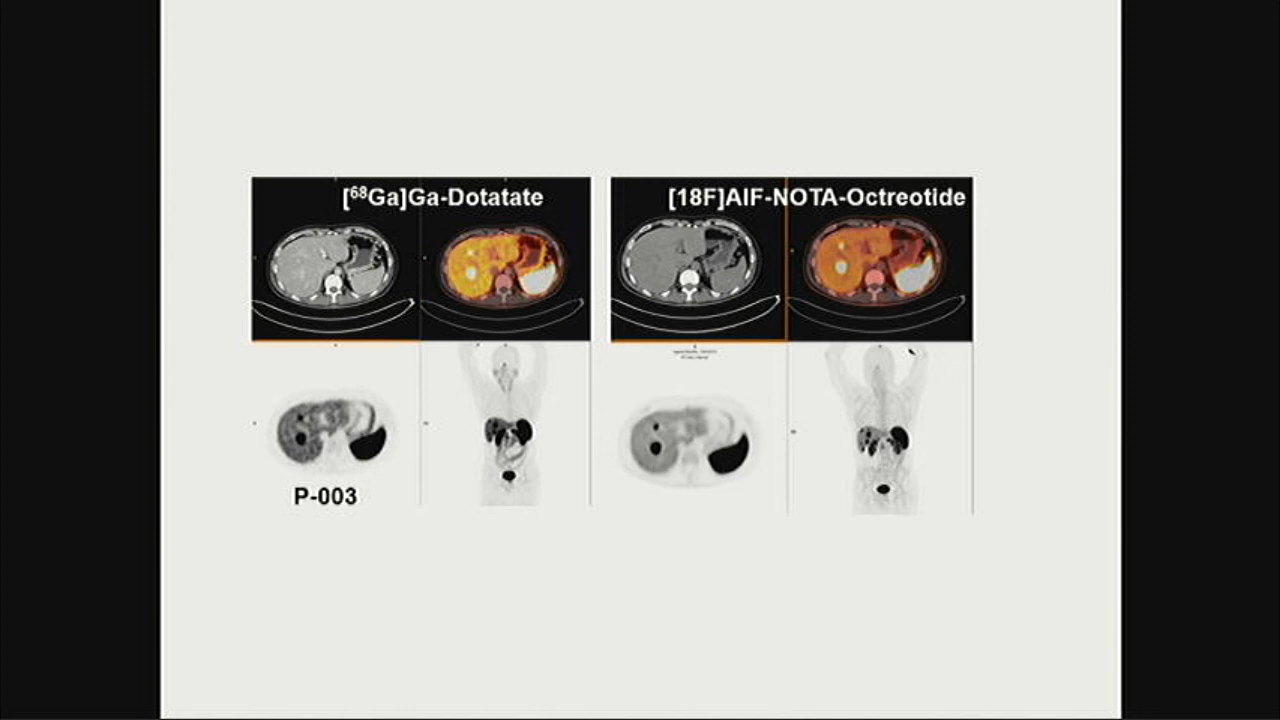 [⁶⁸Ga]Ga-Dotatate
[18F]AlF-NOTA-Octreotide
P-003